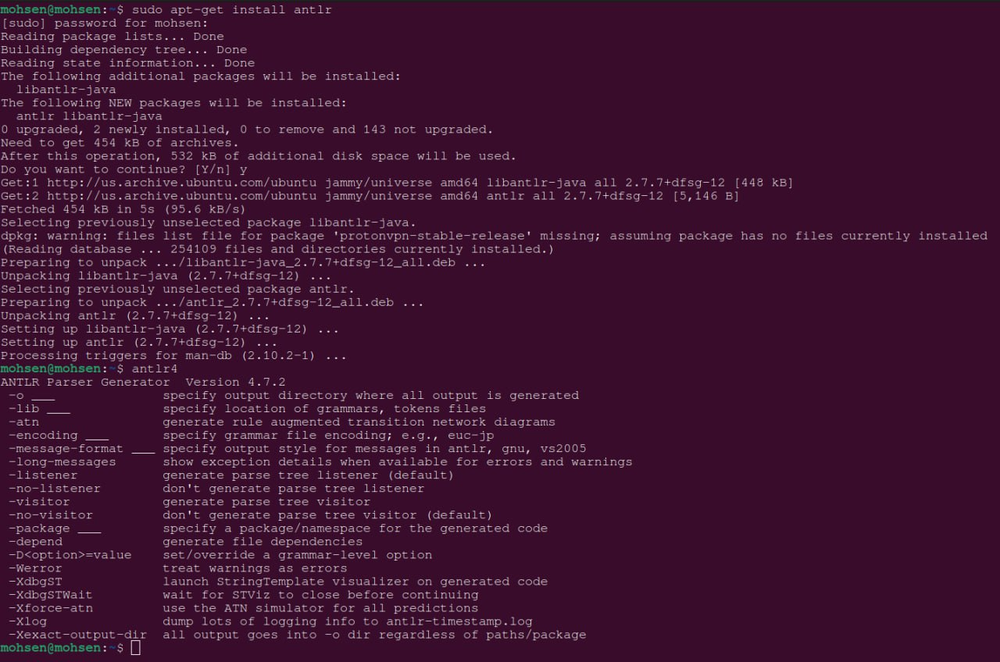 mohsen@mohsen:~$ sudo apt-get install antlr
[sudo] password for mohsen:
Reading package lists... Done
Building dependency tree... Done
Reading state information... Done
The following additional packages will be installed:
  libantlr-java
The following NEW packages will be installed:
  antlr libantlr-java
0 upgraded, 2 newly installed, 0 to remove and 143 not upgraded.
Need to get 454 kB of archives.
After this operation, 532 kB of additional disk space will be used.
Do you want to continue? [Y/n] y
Get:1 http://us.archive.ubuntu.com/ubuntu jammy/universe amd64 libantlr-java all 2.7.7+dfsg-12 [448 kB]
Get:2 http://us.archive.ubuntu.com/ubuntu jammy/universe amd64 antlr all 2.7.7+dfsg-12 [5,146 B]
Fetched 454 kB in 5s (95.6 kB/s)
Selecting previously unselected package libantlr-java.
dpkg: warning: files list file for package 'protonvpn-stable-release' missing; assuming package has no files currently installed
(Reading database ... 254109 files and directories currently installed.)
Preparing to unpack .../libantlr-java_2.7.7+dfsg-12_all.deb ...
Unpacking libantlr-java (2.7.7+dfsg-12) ...
Selecting previously unselected package antlr.
Preparing to unpack .../antlr_2.7.7+dfsg-12_all.deb ...
Unpacking antlr (2.7.7+dfsg-12) ...
Setting up libantlr-java (2.7.7+dfsg-12) ...
Setting up antlr (2.7.7+dfsg-12) ...
Processing triggers for man-db (2.10.2-1) ...
mohsen@mohsen:~$ antlr4
ANTLR Parser Generator  Version 4.7.2
 -o ___              specify output directory where all output is generated
 -lib ___            specify location of grammars, tokens files
 -atn                generate rule augmented transition network diagrams
 -encoding ___       specify grammar file encoding; e.g., euc-jp
 -message-format ___ specify output style for messages in antlr, gnu, vs2005
 -long-messages      show exception details when available for errors and warnings
 -listener           generate parse tree listener (default)
 -no-listener        don't generate parse tree listener
 -visitor            generate parse tree visitor
 -no-visitor         don't generate parse tree visitor (default)
 -package ___        specify a package/namespace for the generated code
 -depend             generate file dependencies
 -D<option>=value    set/override a grammar-level option
 -Werror             treat warnings as errors
 -XdbgST             launch StringTemplate visualizer on generated code
 -XdbgSTWait         wait for STViz to close before continuing
 -Xforce-atn         use the ATN simulator for all predictions
 -Xlog               dump lots of logging info to antlr-timestamp.log
 -Xexact-output-dir  all output goes into -o dir regardless of paths/package
mohsen@mohsen:~$